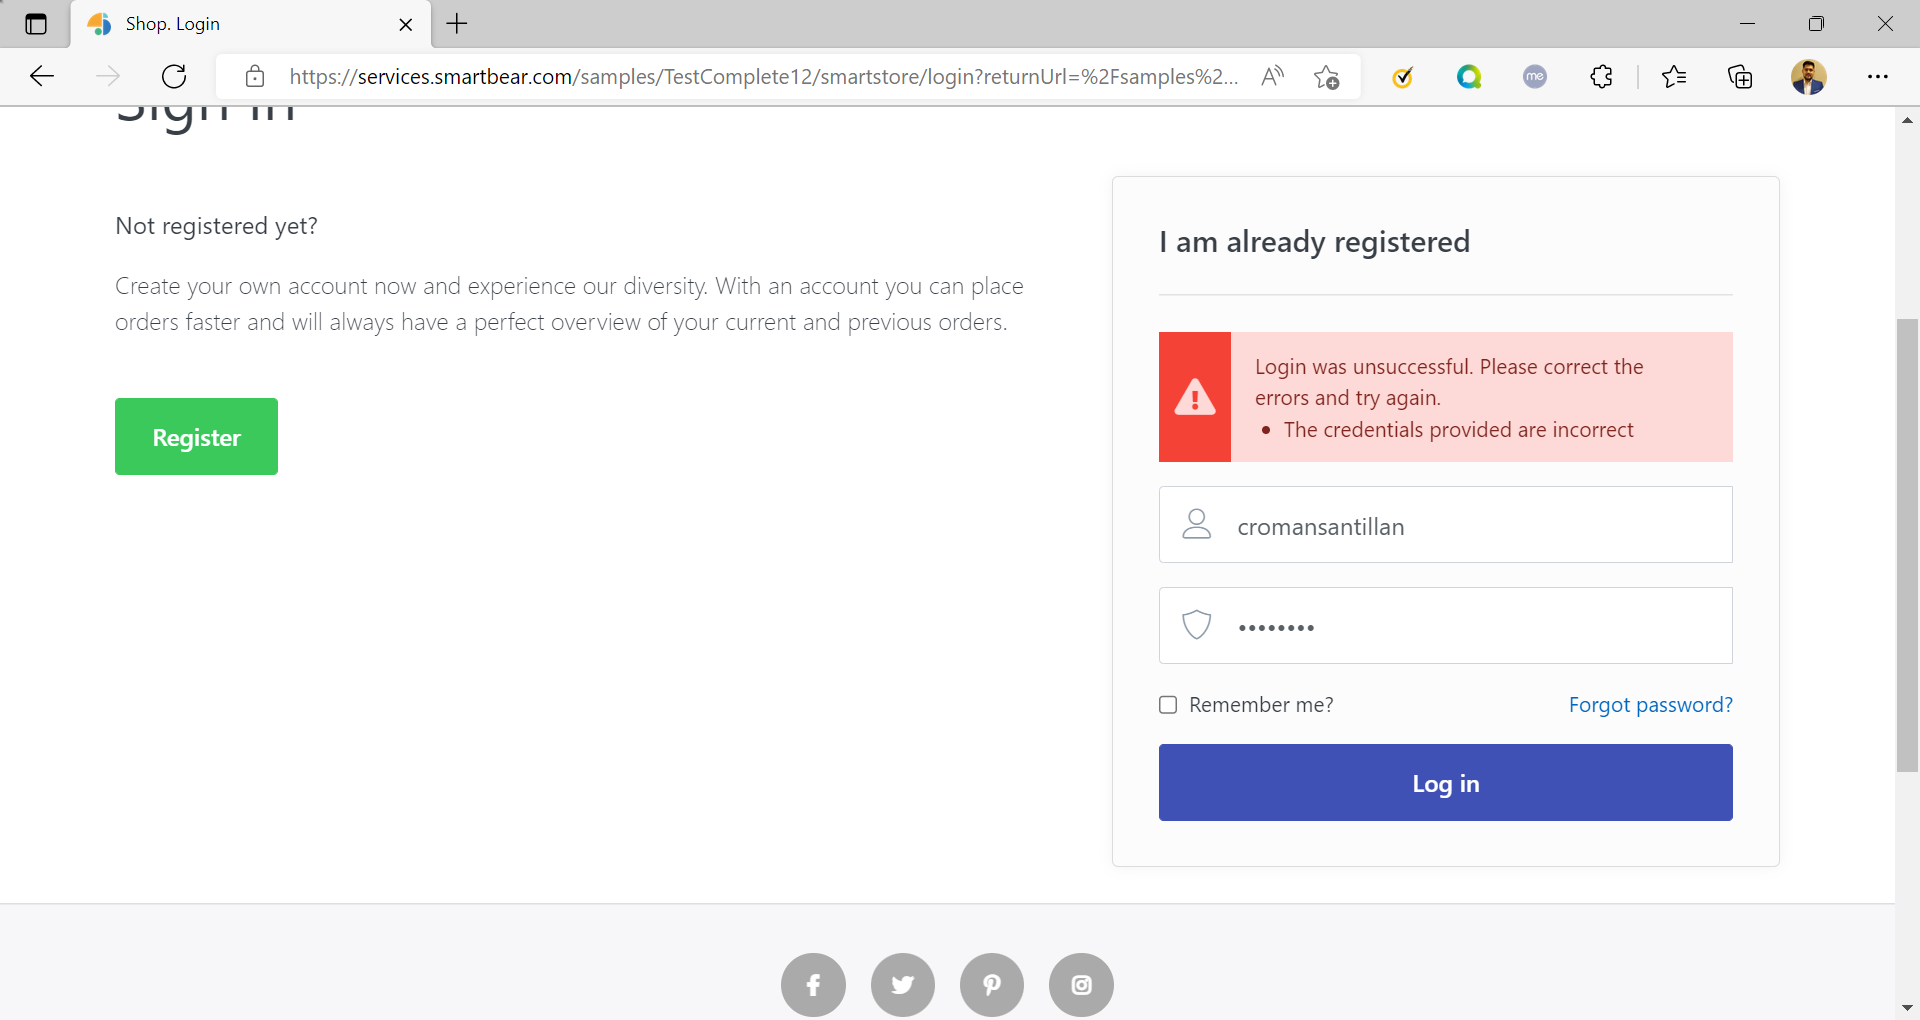 Shop. Login
https://services.smartbear.com/samples/TestComplete12/smartstore/login?returnUrl=%2Fsamples%2...
me
Sign in
Not registered yet?
Create your own account now and experience our diversity. With an account you can place
orders faster and will always have a perfect overview of your current and previous orders.
Register
I am already registered
Login was unsuccessful. Please correct the
errors and try again.
• The credentials provided are incorrect
cromansantillan
••••••••
Remember me?
Forgot password?
Log in